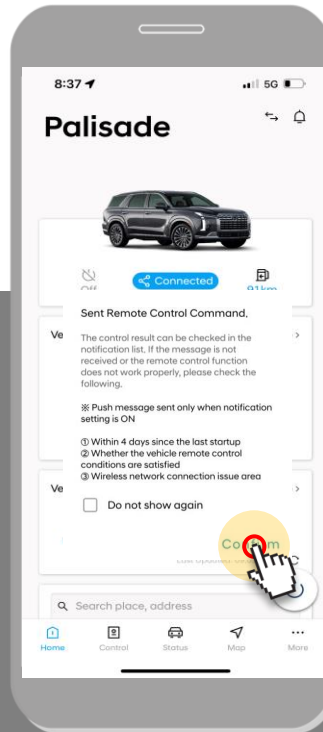 8:37
5G
Palisade
Off
Connected
91km
Sent Remote Control Command.
Ve
The control result can be checked in the
notification list. If the message is not
received or the remote control function
does not work properly, please check the
following.
※ Push message sent only when notification
setting is ON
① Within 4 days since the last startup
② Whether the vehicle remote control
conditions are satisfied
③ Wireless network connection issue area
Ve
Do not show again
Search place, address
Home
Control
Status
Map
More